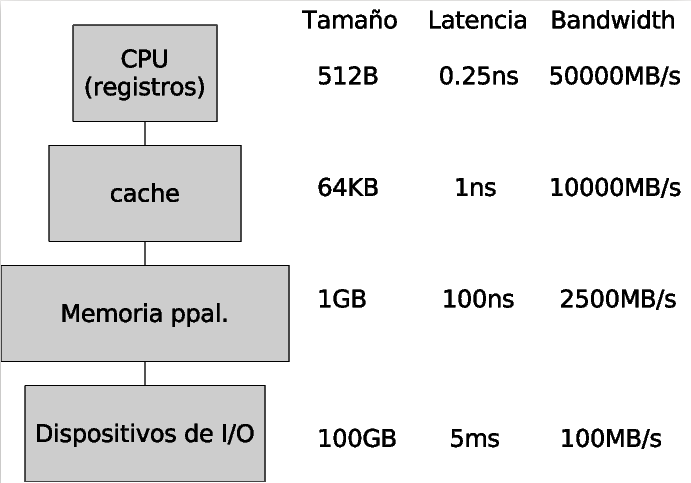 Tamaño Latencia Bandwidth
CPU
(registros)
512B 0.25ns 50000MB/s
cache
64KB 1ns 10000MB/s
Memoria ppal.
1GB 100ns 2500MB/s
Dispositivos de I/O
100GB 5ms 100MB/s